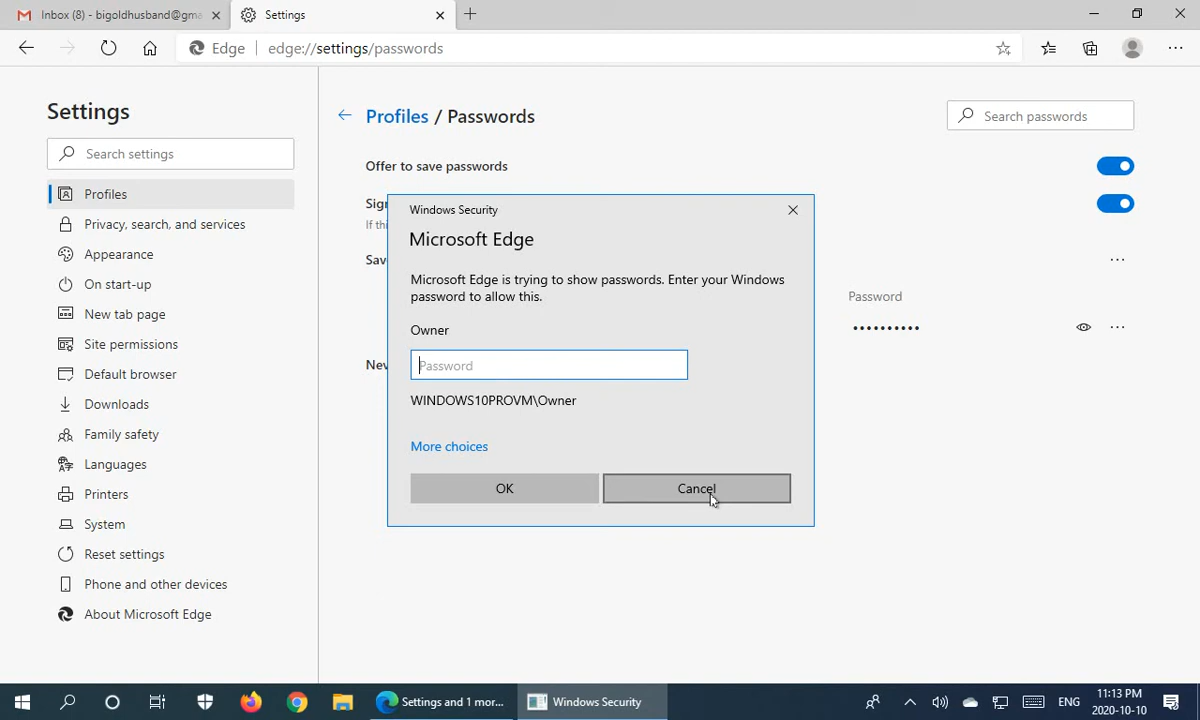 Inbox (8) - bigoldhusband@gma
Settings
Edge
edge://settings/passwords
Settings
Search settings
Profiles
Privacy, search, and services
Appearance
On start-up
New tab page
Site permissions
Default browser
Downloads
Family safety
Languages
Printers
System
Reset settings
Phone and other devices
About Microsoft Edge
Profiles / Passwords
Search passwords
Offer to save passwords
Sig
If thi
Sav
Password
••••••••••
Nev
Windows Security
Microsoft Edge
Microsoft Edge is trying to show passwords. Enter your Windows
password to allow this.
Owner
Password
WINDOWS10PROVM\Owner
More choices
OK
Cancel
Settings and 1 mor...
Windows Security
ENG
11:13 PM
2020-10-10